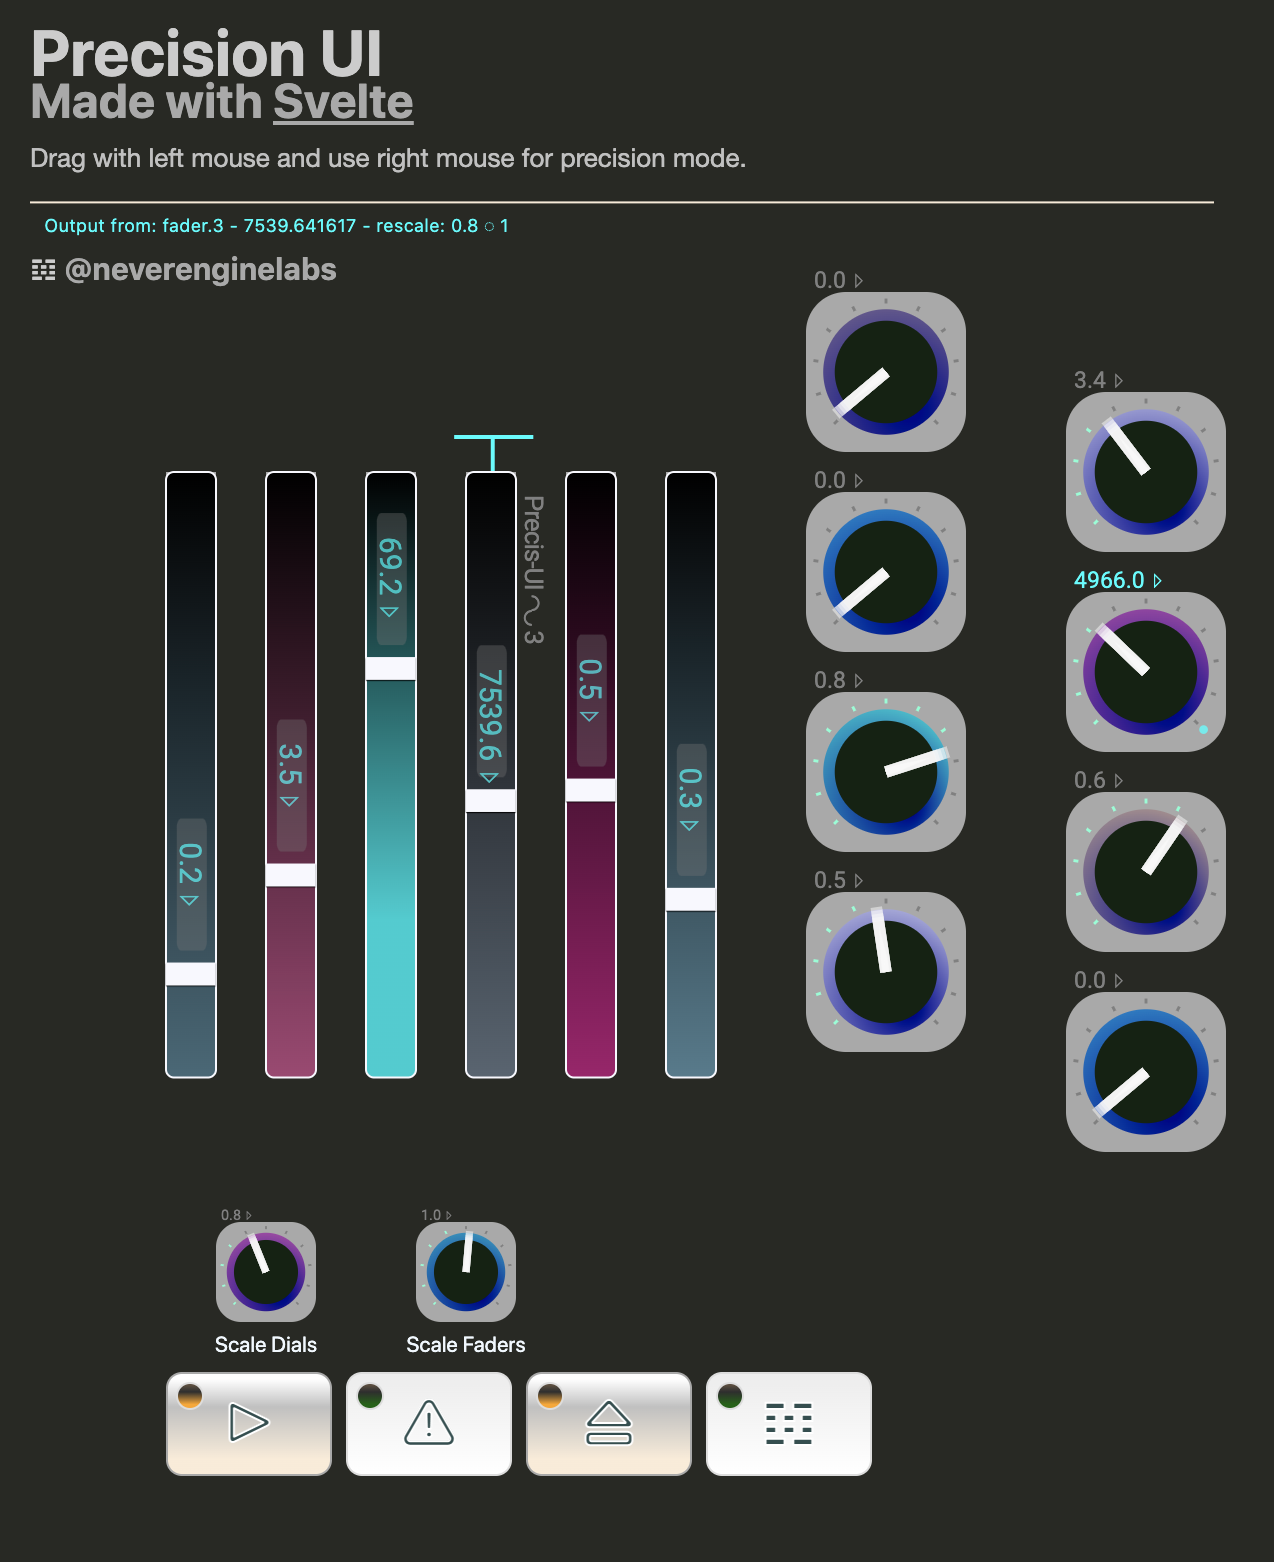 Precision UI
Made with Svelte
Drag with left mouse and use right mouse for precision mode.
Output from: fader.3 - 7539.641617 - rescale: 0.8 ◌ 1
𝌓 @neverenginelabs
0.0 ▷
3.4 ▷
0.0 ▷
4966.0 ▷
0.8 ▷
0.6 ▷
0.5 ▷
0.0 ▷
0.2 ▷
3.5 ▷
69.2 ▷
7539.6 ▷
Precis-UI ∿ 3
0.5 ▷
0.3 ▷
0.8 ▷
1.0 ▷
Scale Dials
Scale Faders